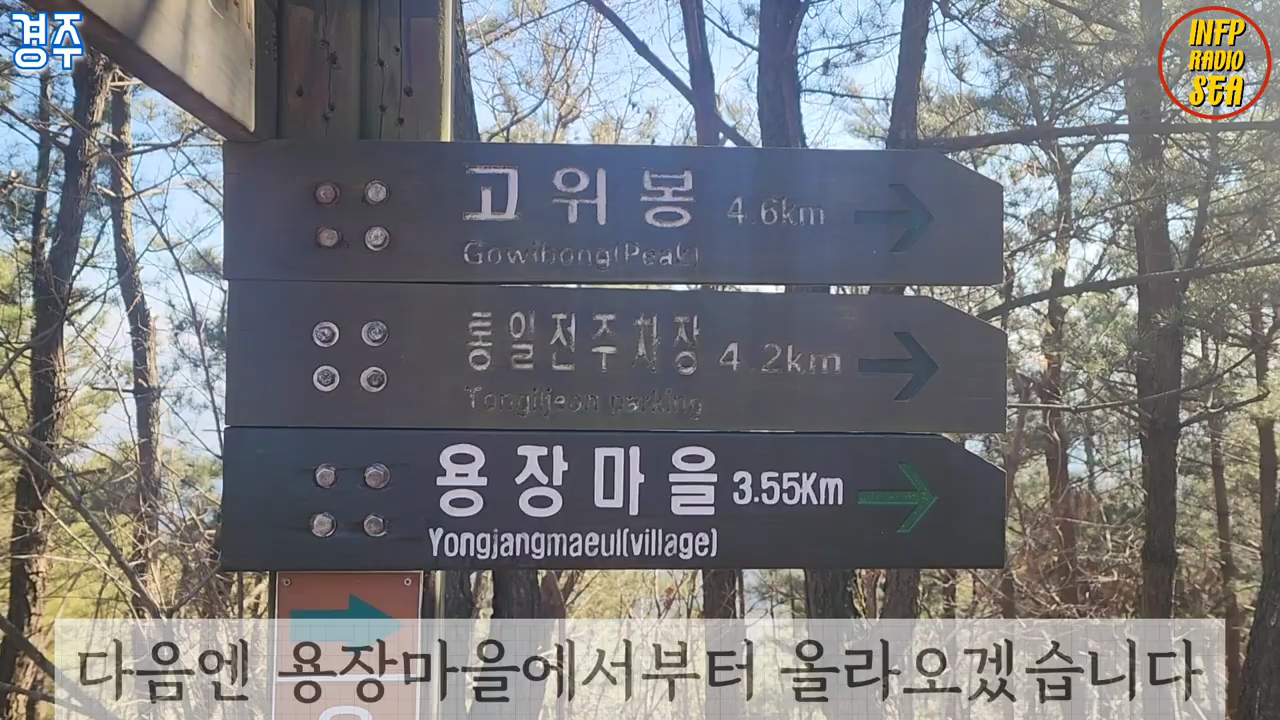 경주
INFP
RADIO
SEA
고위봉 4.6km
Gowibong(Peak)
통일전주차장 4.2km
Tongiljeon parking
용장마을 3.55Km
Yongjangmaeul(village)
다음엔 용장마을에서부터 올라오겠습니다